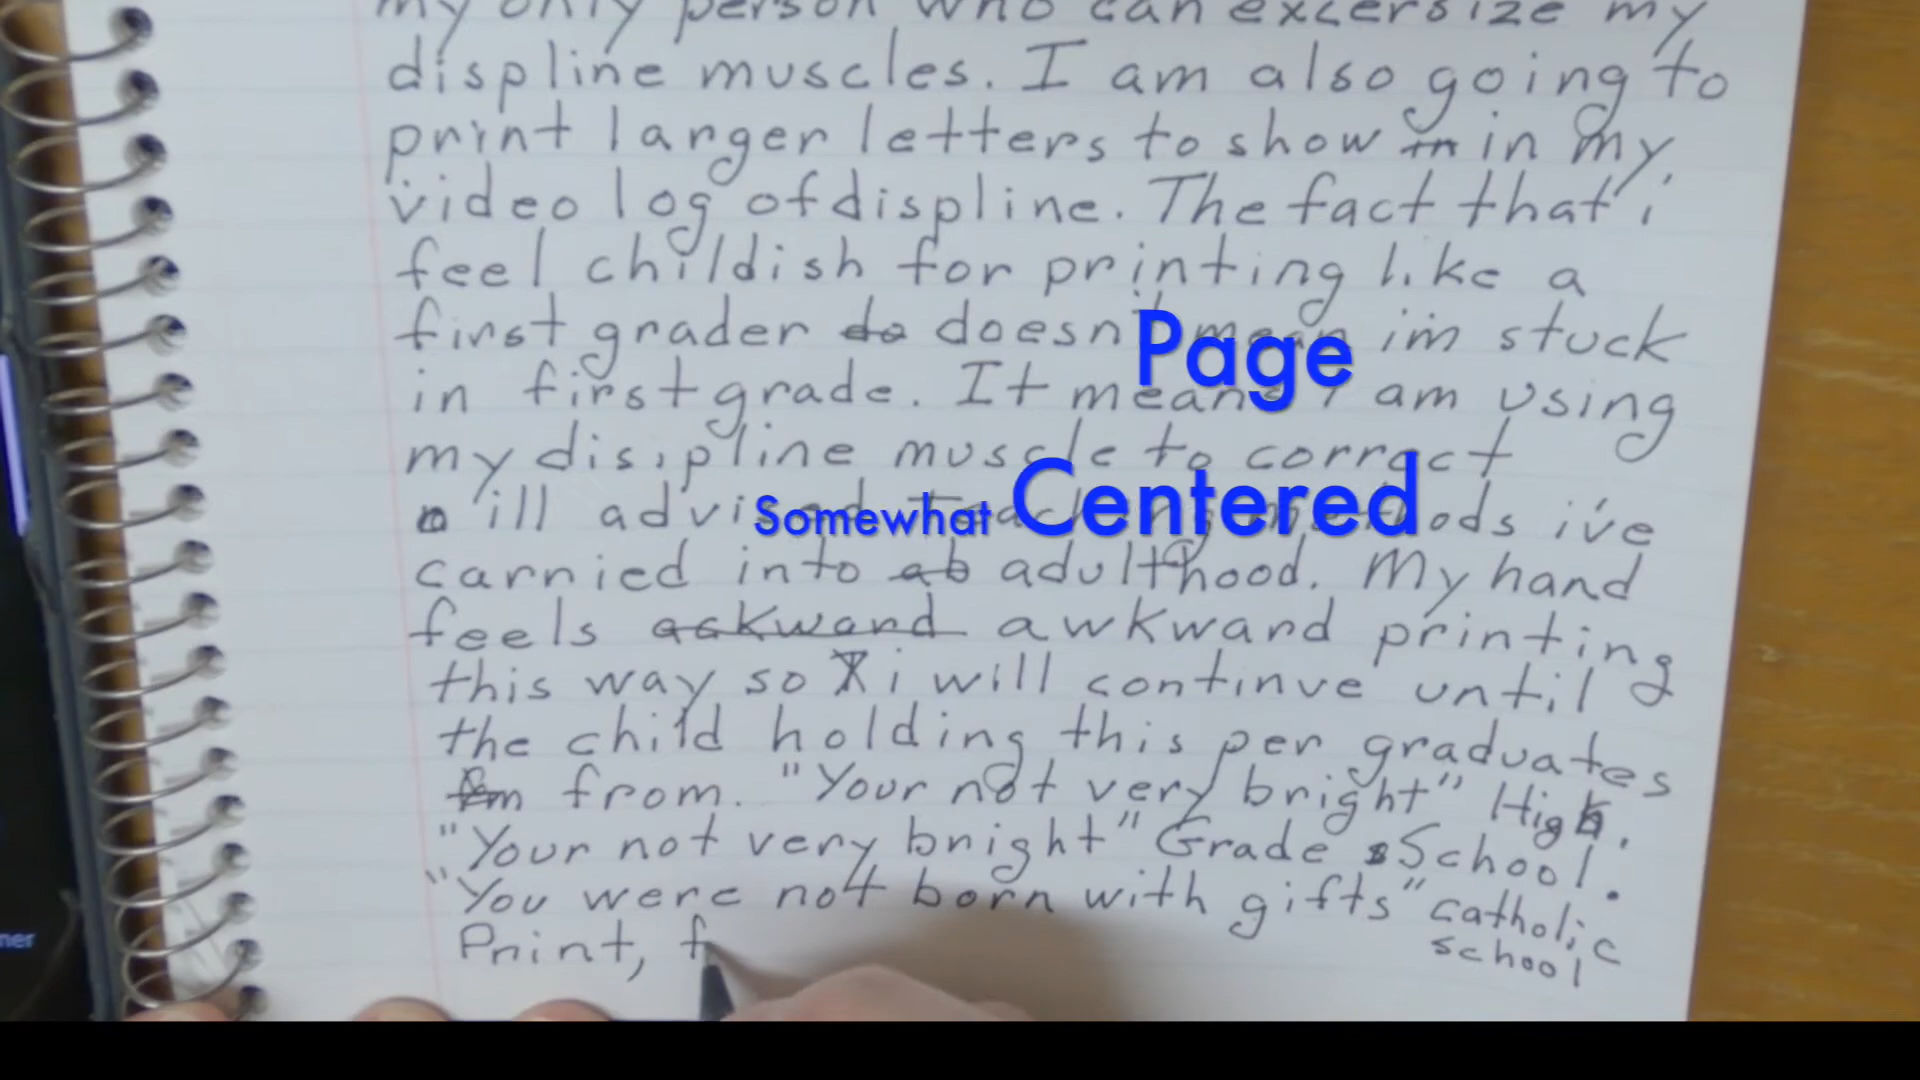 my only person who can excersize my
displine muscles. I am also going to
print larger letters to show in in my
video log of displine. The fact that i
feel childish for printing like a
first grader do doesn't mean i'm stuck
in first grade. It means I am using
my disipline muscle to correct
ill advised teaching methods i've
carried into ab adulthood. My hand
feels ackward awkward printing
this way so I i will continue until
the child holding this pen graduates
from. "Your not very bright" High.
"Your not very bright" Grade School.
"You were not born with gifts" catholic
school
Print, f
Page
Somewhat Centered
ner